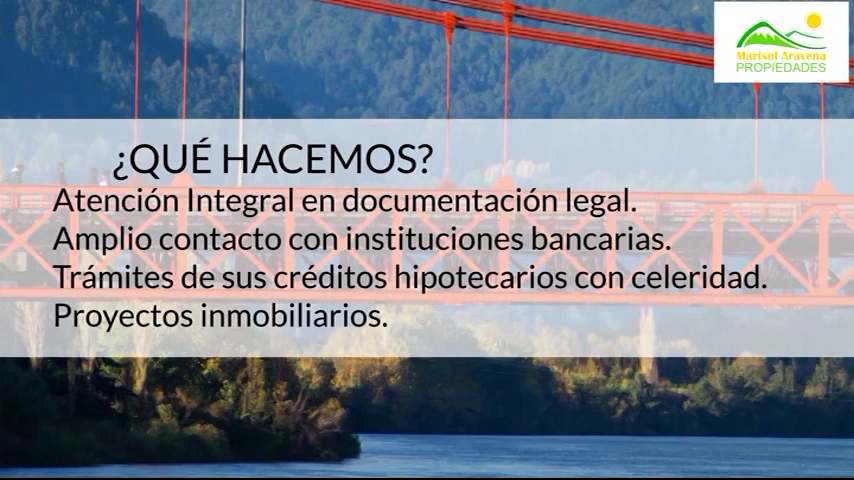 Marisol Aravena
PROPIEDADES
¿QUÉ HACEMOS?
Atención Integral en documentación legal.
Amplio contacto con instituciones bancarias.
Trámites de sus créditos hipotecarios con celeridad.
Proyectos inmobiliarios.